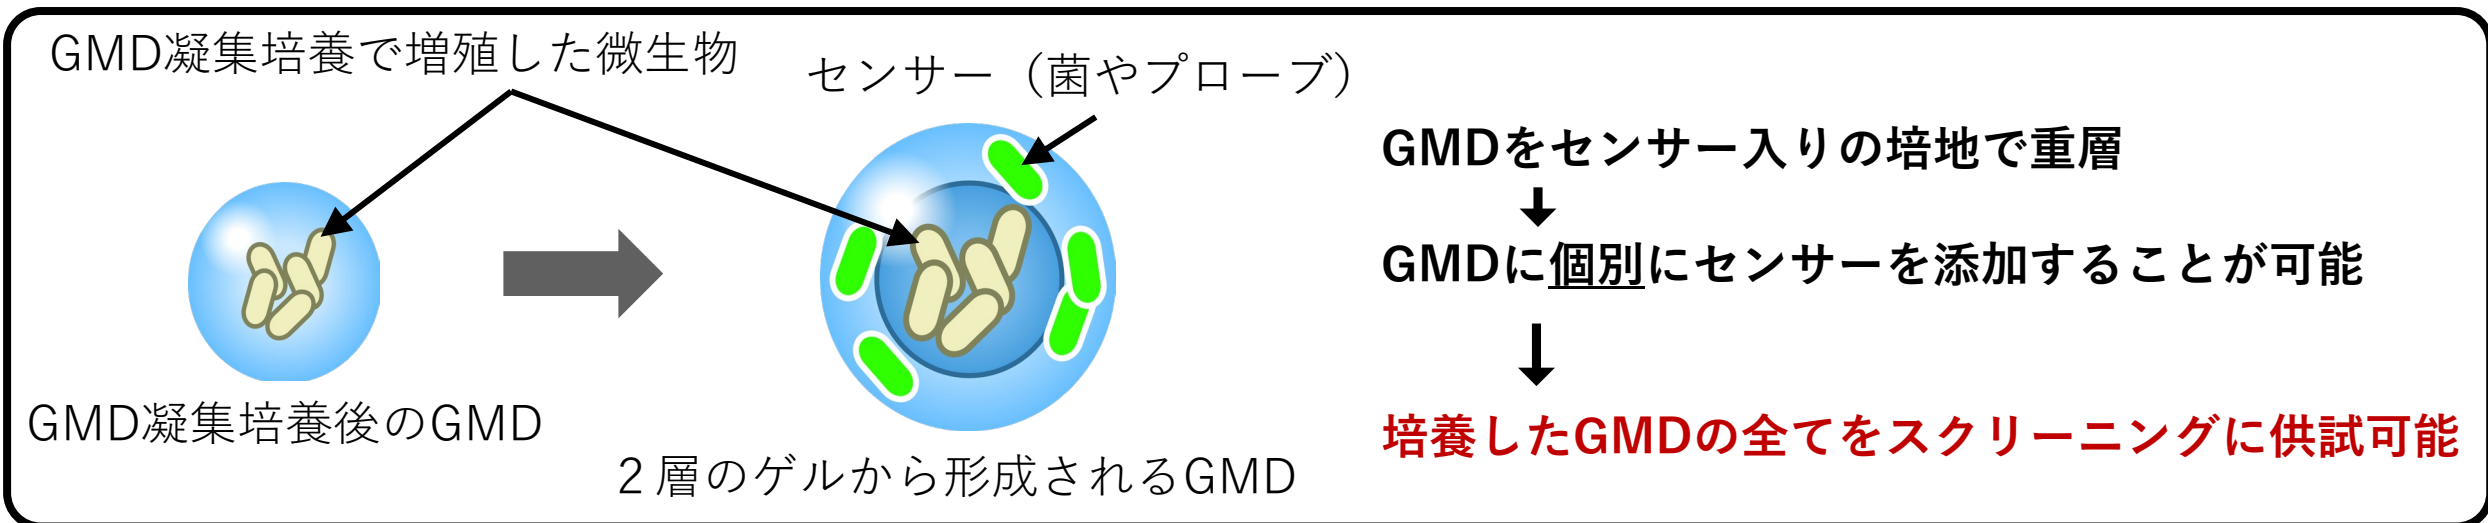 GMD凝集培養で増殖した微生物
センサー（菌やプローブ）
GMD凝集培養後のGMD
２層のゲルから形成されるGMD
GMDをセンサー入りの培地で重層
↓
GMDに個別にセンサーを添加することが可能
↓
培養したGMDの全てをスクリーニングに供試可能